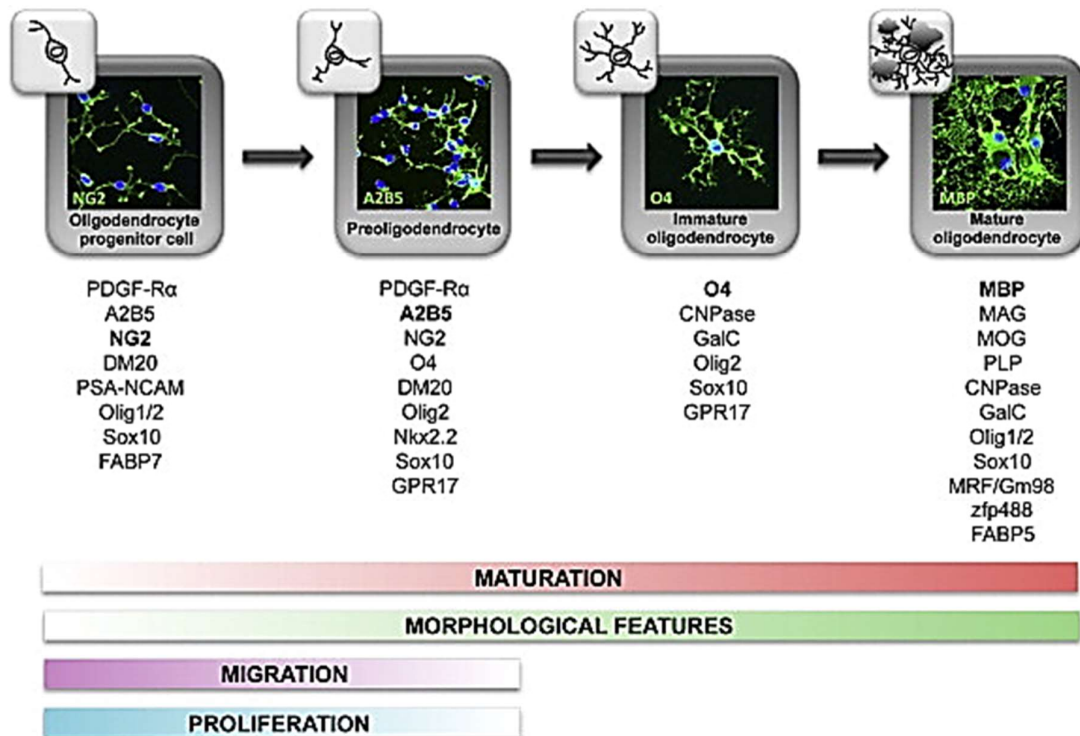 NG2
Oligodendrocyte
progenitor cell
A2B5
Preoligodendrocyte
O4
Immature
oligodendrocyte
MBP
Mature
oligodendrocyte
PDGF-Rα
A2B5
NG2
DM20
PSA-NCAM
Olig1/2
Sox10
FABP7
PDGF-Rα
A2B5
NG2
O4
DM20
Olig2
Nkx2.2
Sox10
GPR17
O4
CNPase
GalC
Olig2
Sox10
GPR17
MBP
MAG
MOG
PLP
CNPase
GalC
Olig1/2
Sox10
MRF/Gm98
zfp488
FABP5
MATURATION
MORPHOLOGICAL FEATURES
MIGRATION
PROLIFERATION